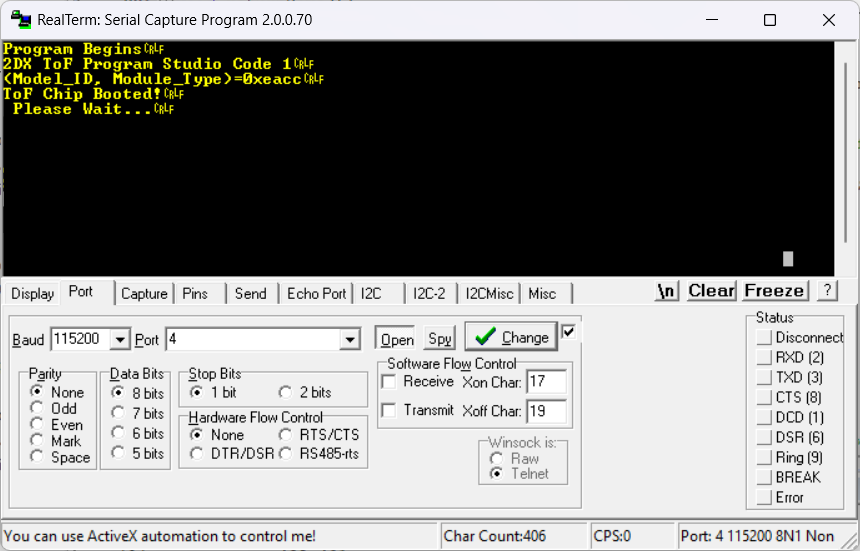 RealTerm: Serial Capture Program 2.0.0.70
Program Begins CRLF
2DX ToF Program Studio Code 1 CRLF
(Model_ID, Module_Type)=0xeacc CRLF
ToF Chip Booted! CRLF
Please Wait... CRLF
Display Port Capture Pins Send Echo Port I2C I2C-2 I2CMisc Misc \n Clear Freeze ?
Baud 115200 Port 4 Open Spy Change
Parity
None
Odd
Even
Mark
Space
Data Bits
8 bits
7 bits
6 bits
5 bits
Stop Bits
1 bit 2 bits
Hardware Flow Control
None RTS/CTS
DTR/DSR RS485-rts
Software Flow Control
Receive Xon Char: 17
Transmit Xoff Char: 19
Winsock is:
Raw
Telnet
Status
Disconnect
RXD (2)
TXD (3)
CTS (8)
DCD (1)
DSR (6)
Ring (9)
BREAK
Error
You can use ActiveX automation to control me! Char Count:406 CPS:0 Port: 4 115200 8N1 Non